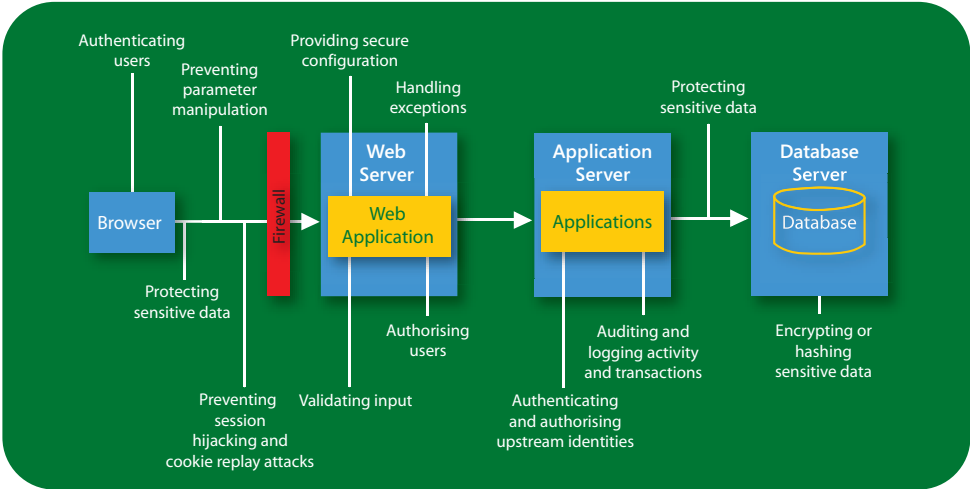 Authenticating
users
Preventing
parameter
manipulation
Providing secure
configuration
Handling
exceptions
Protecting
sensitive data
Browser
Firewall
Web
Server
Web
Application
Application
Server
Applications
Database
Server
Database
Protecting
sensitive data
Preventing
session
hijacking and
cookie replay attacks
Validating input
Authorising
users
Authenticating
and authorising
upstream identities
Auditing and
logging activity
and transactions
Encrypting or
hashing
sensitive data